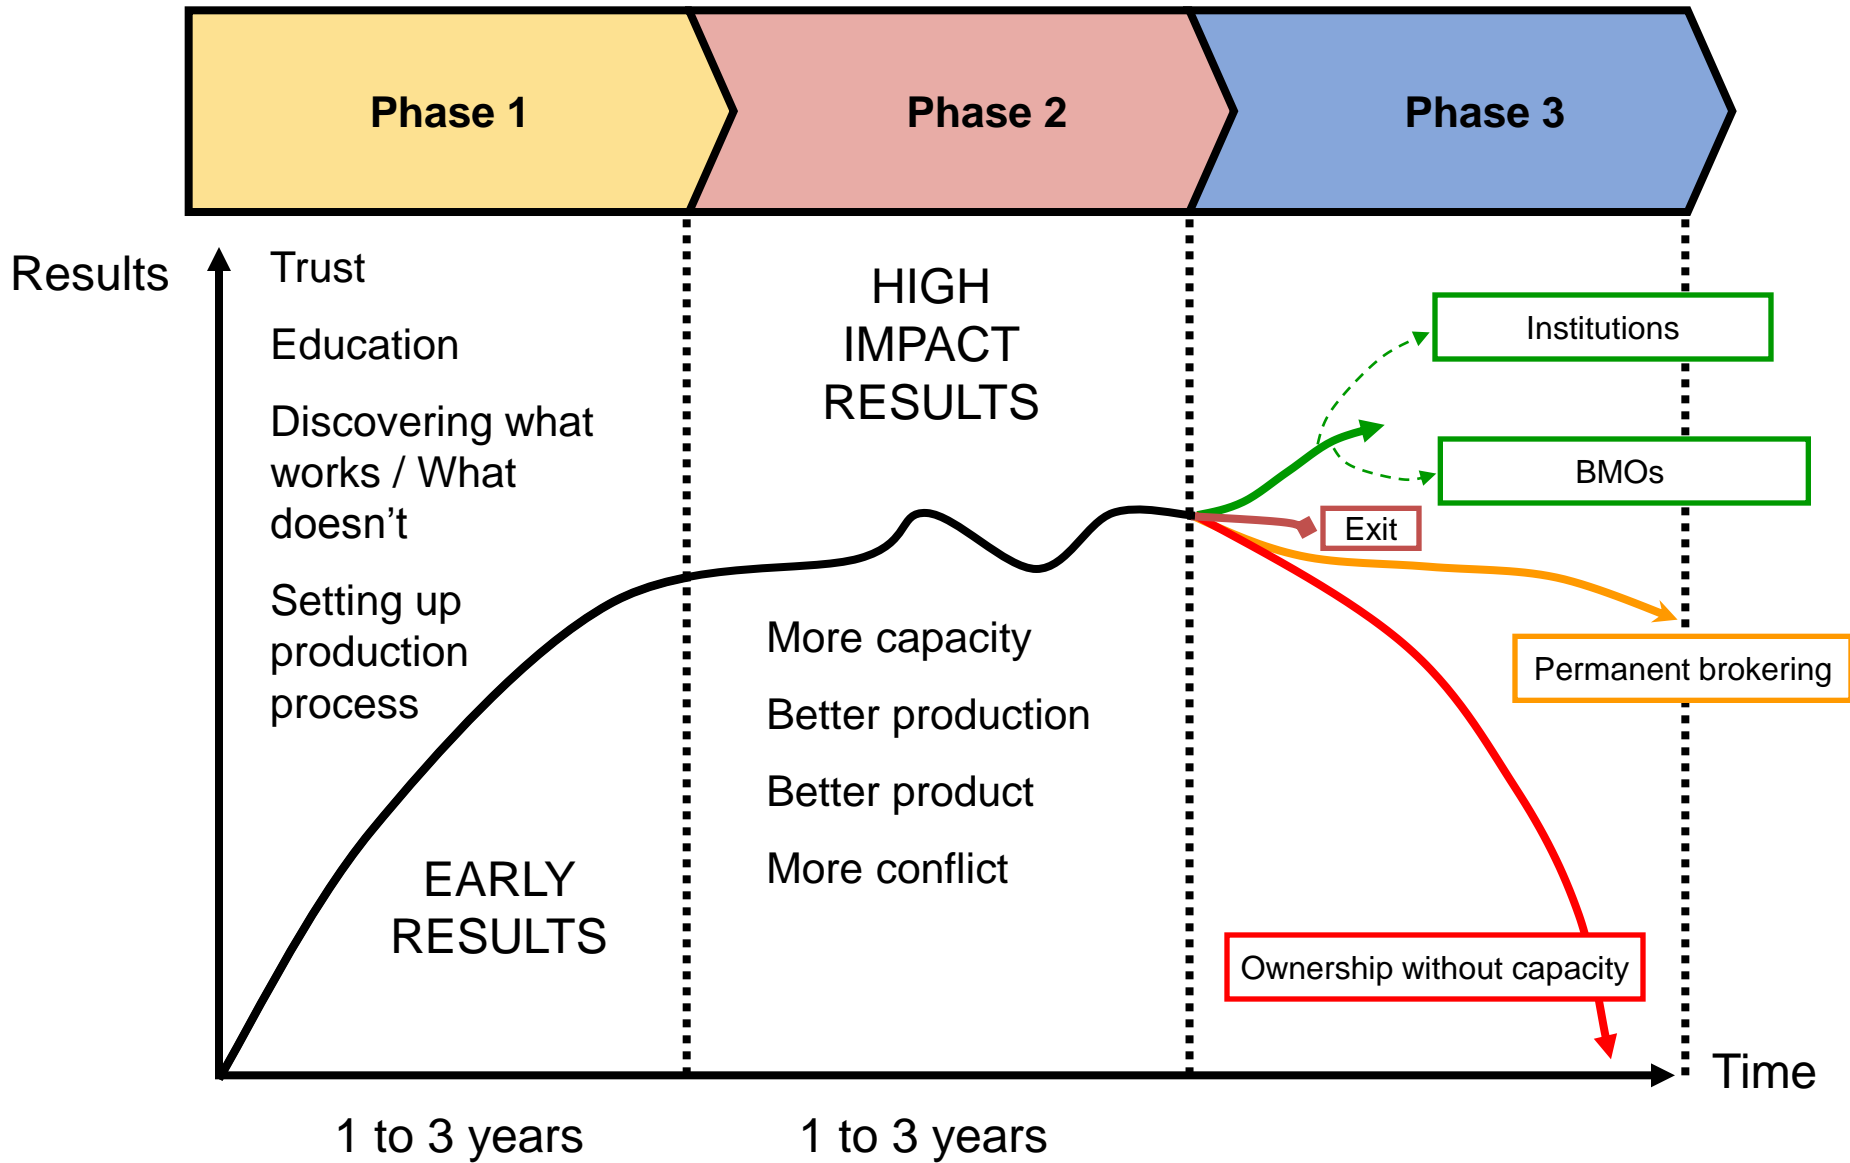 Phase 1
Phase 2
Phase 3
Results
Trust
Education
Discovering what
works / What
doesn’t
Setting up
production
process
EARLY
RESULTS
HIGH
IMPACT
RESULTS
More capacity
Better production
Better product
More conflict
Institutions
BMOs
Exit
Permanent brokering
Ownership without capacity
Time
1 to 3 years
1 to 3 years